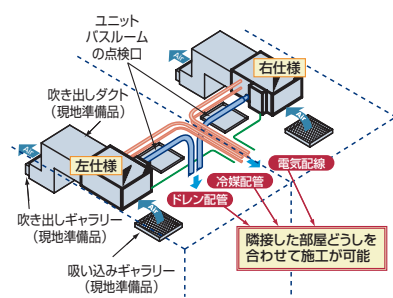 ユニット
バスルーム
の点検口
右仕様
Air
Air
吹き出しダクト
(現地準備品)
Air
左仕様
電気配線
冷媒配管
ドレン配管
Air
吹き出しギャラリー
(現地準備品)
吸い込みギャラリー
(現地準備品)
隣接した部屋どうしを
合わせて施工が可能